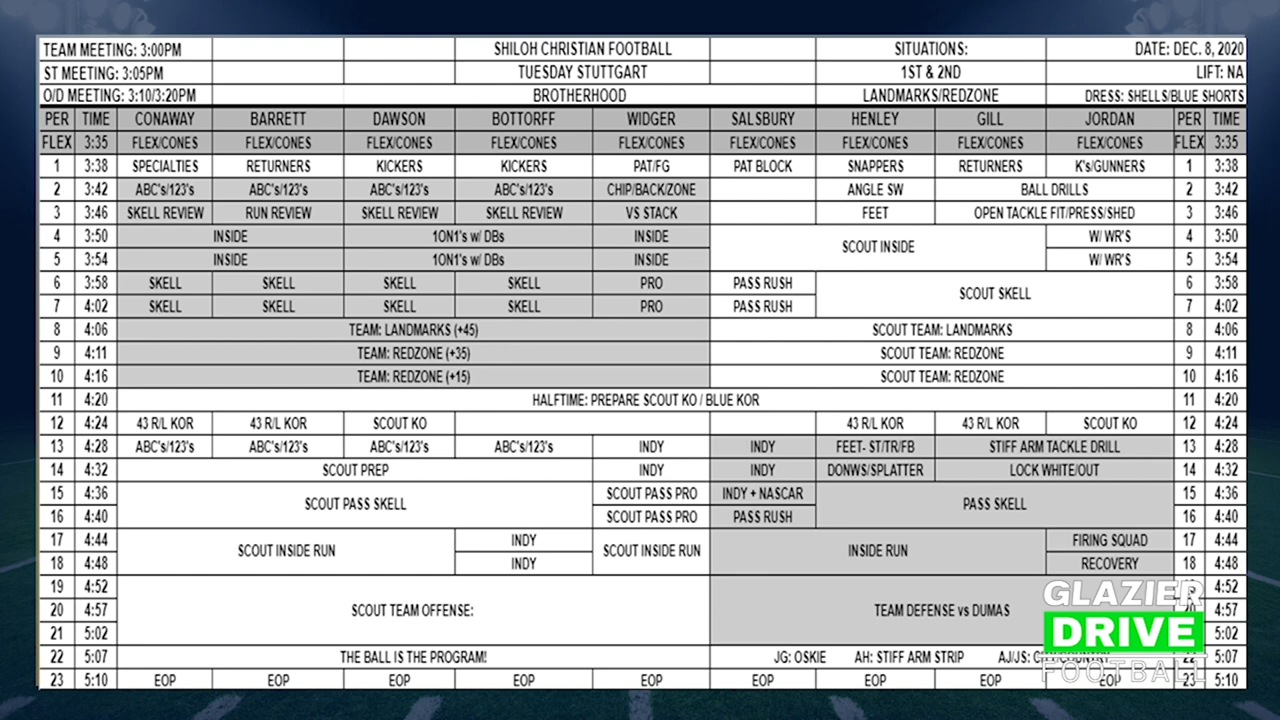 TEAM MEETING: 3:00PM SHILOH CHRISTIAN FOOTBALL SITUATIONS: DATE: DEC. 8, 2020
ST MEETING: 3:05PM TUESDAY STUTTGART 1ST & 2ND LIFT: NA
O/D MEETING: 3:10/3:20PM BROTHERHOOD LANDMARKS/REDZONE DRESS: SHELLS/BLUE SHORTS
PER TIME CONAWAY BARRETT DAWSON BOTTORFF WIDGER SALSBURY HENLEY GILL JORDAN PER TIME
FLEX 3:35 FLEX/CONES FLEX/CONES FLEX/CONES FLEX/CONES FLEX/CONES FLEX/CONES FLEX/CONES FLEX/CONES FLEX/CONES FLEX 3:35
1 3:38 SPECIALTIES RETURNERS KICKERS KICKERS PAT/FG PAT BLOCK SNAPPERS RETURNERS K's/GUNNERS 1 3:38
2 3:42 ABC's/123's ABC's/123's ABC's/123's ABC's/123's CHIP/BACK/ZONE ANGLE SW BALL DRILLS 2 3:42
3 3:46 SKELL REVIEW RUN REVIEW SKELL REVIEW SKELL REVIEW VS STACK FEET OPEN TACKLE FIT/PRESS/SHED 3 3:46
4 3:50 INSIDE 1ON1's w/ DBs INSIDE SCOUT INSIDE W/ WR'S 4 3:50
5 3:54 INSIDE 1ON1's w/ DBs INSIDE W/ WR'S 5 3:54
6 3:58 SKELL SKELL SKELL SKELL PRO PASS RUSH SCOUT SKELL 6 3:58
7 4:02 SKELL SKELL SKELL SKELL PRO PASS RUSH 7 4:02
8 4:06 TEAM: LANDMARKS (+45) SCOUT TEAM: LANDMARKS 8 4:06
9 4:11 TEAM: REDZONE (+35) SCOUT TEAM: REDZONE 9 4:11
10 4:16 TEAM: REDZONE (+15) SCOUT TEAM: REDZONE 10 4:16
11 4:20 HALFTIME: PREPARE SCOUT KO / BLUE KOR 11 4:20
12 4:24 43 R/L KOR 43 R/L KOR SCOUT KO 43 R/L KOR 43 R/L KOR SCOUT KO 12 4:24
13 4:28 ABC's/123's ABC's/123's ABC's/123's ABC's/123's INDY INDY FEET- ST/TR/FB STIFF ARM TACKLE DRILL 13 4:28
14 4:32 SCOUT PREP INDY INDY DONWS/SPLATTER LOCK WHITE/OUT 14 4:32
15 4:36 SCOUT PASS SKELL SCOUT PASS PRO INDY + NASCAR PASS SKELL 15 4:36
16 4:40 SCOUT PASS PRO PASS RUSH 16 4:40
17 4:44 SCOUT INSIDE RUN INDY SCOUT INSIDE RUN INSIDE RUN FIRING SQUAD 17 4:44
18 4:48 INDY RECOVERY 18 4:48
19 4:52 4:52
20 4:57 SCOUT TEAM OFFENSE: TEAM DEFENSE vs DUMAS 20 4:57
21 5:02 5:02
22 5:07 THE BALL IS THE PROGRAM! JG: OSKIE AH: STIFF ARM STRIP AJ/JS: 22 5:07
23 5:10 EOP EOP EOP EOP EOP EOP EOP EOP EOP 23 5:10
GLAZIER
DRIVE
FOOTBALL